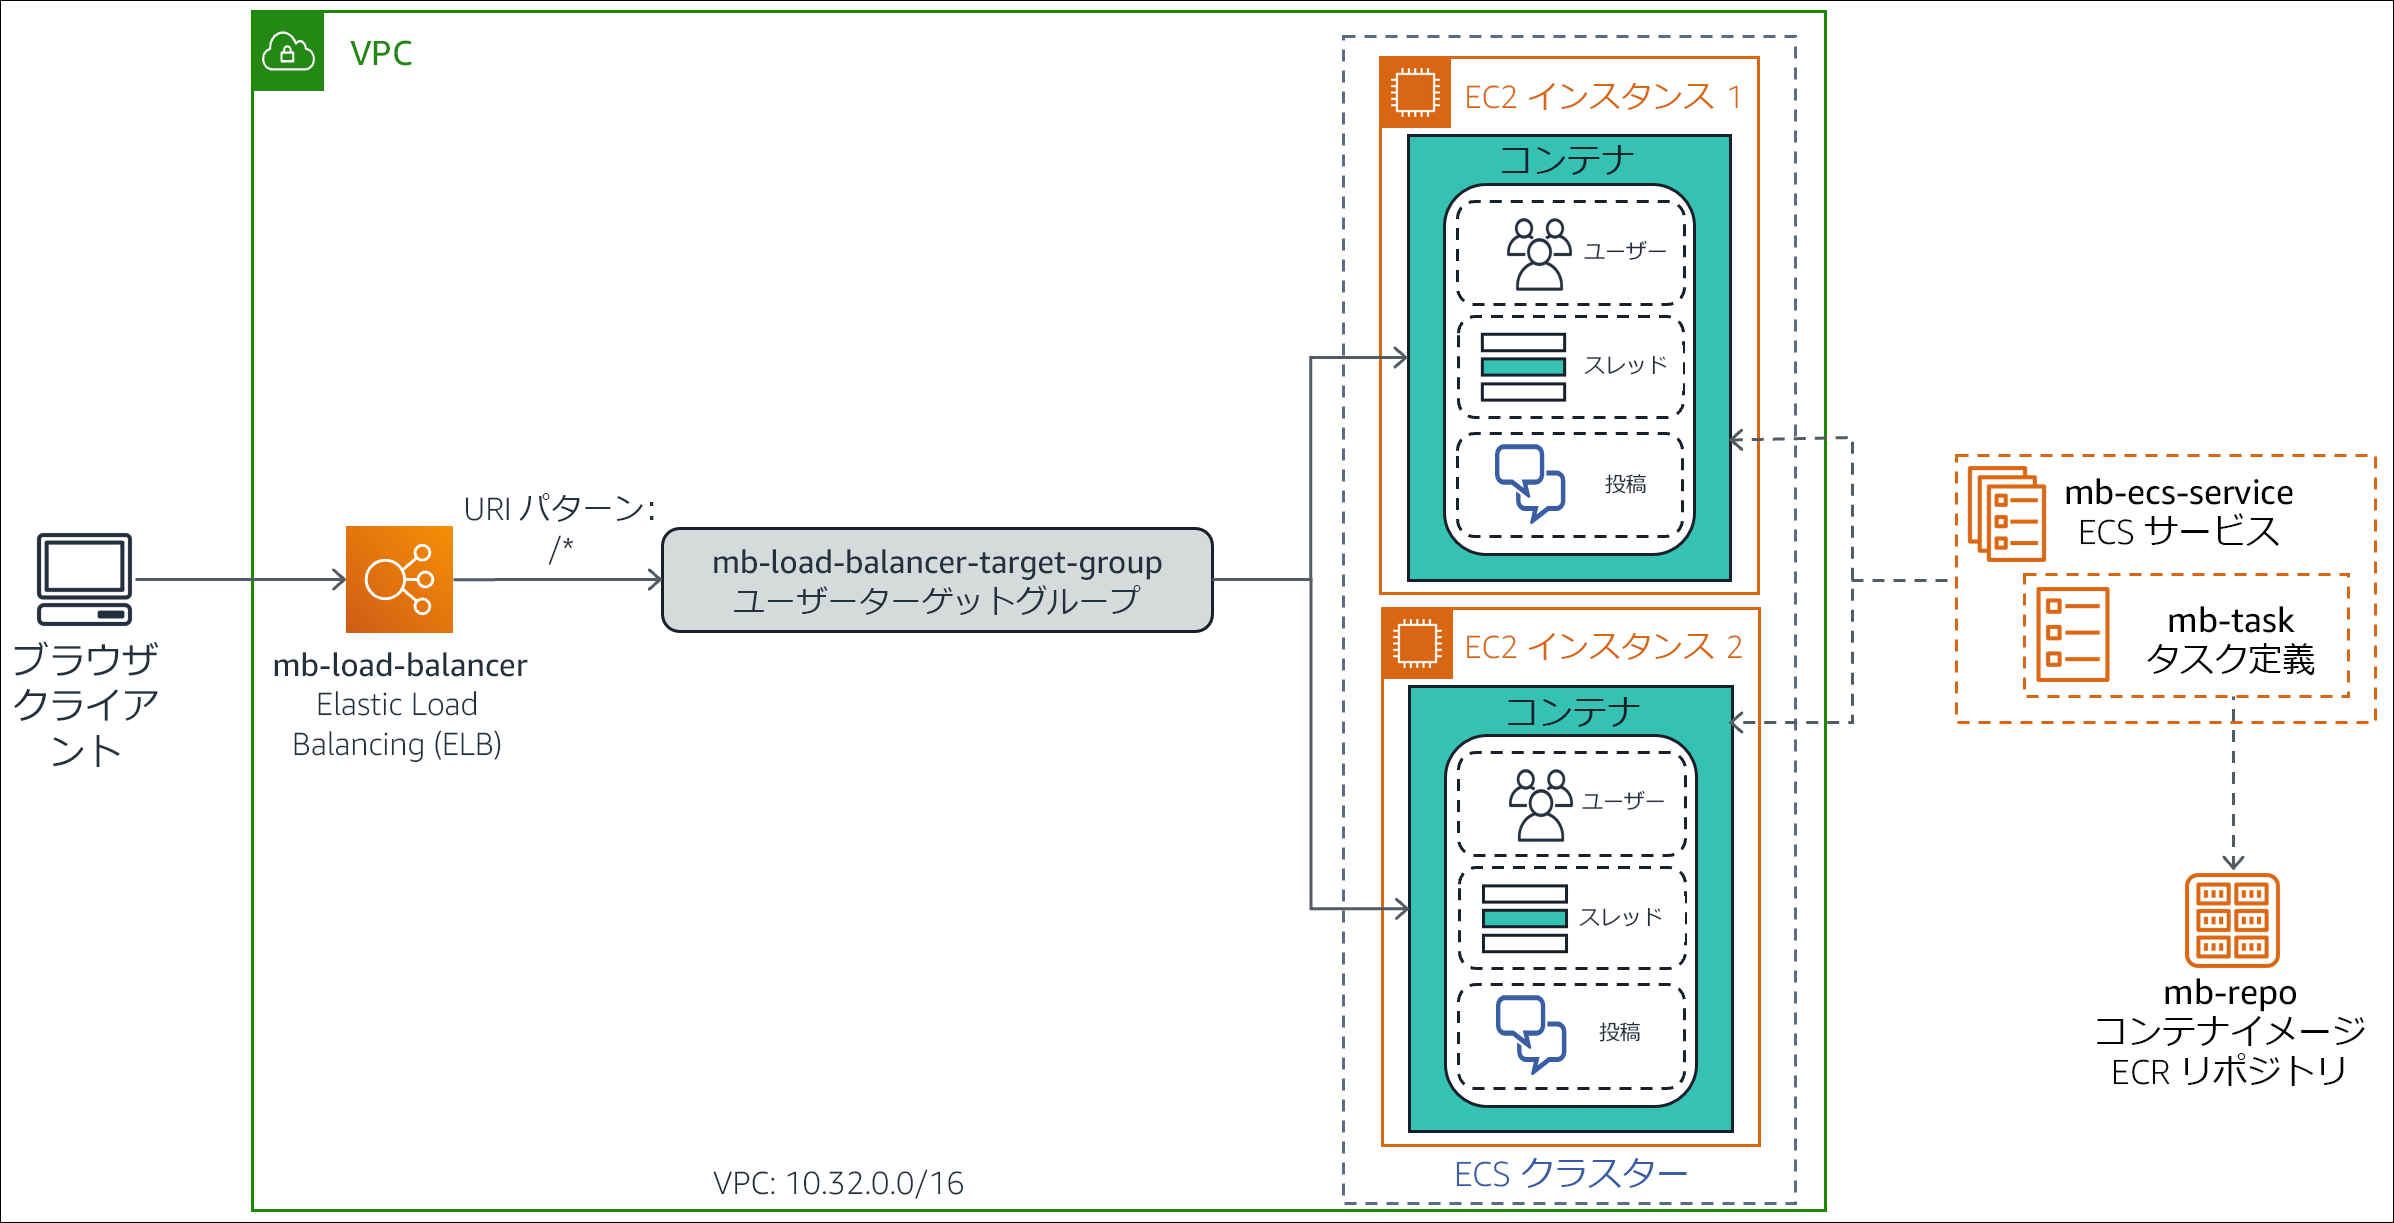 VPC
EC2 インスタンス 1
コンテナ
ユーザー
スレッド
投稿
URI パターン:
/*
mb-load-balancer-target-group
ユーザーターゲットグループ
ブラウザ
クライア
ント
mb-load-balancer
Elastic Load
Balancing (ELB)
EC2 インスタンス 2
コンテナ
ユーザー
スレッド
投稿
ECS クラスター
VPC: 10.32.0.0/16
mb-ecs-service
ECS サービス
mb-task
タスク定義
mb-repo
コンテナイメージ
ECR リポジトリ